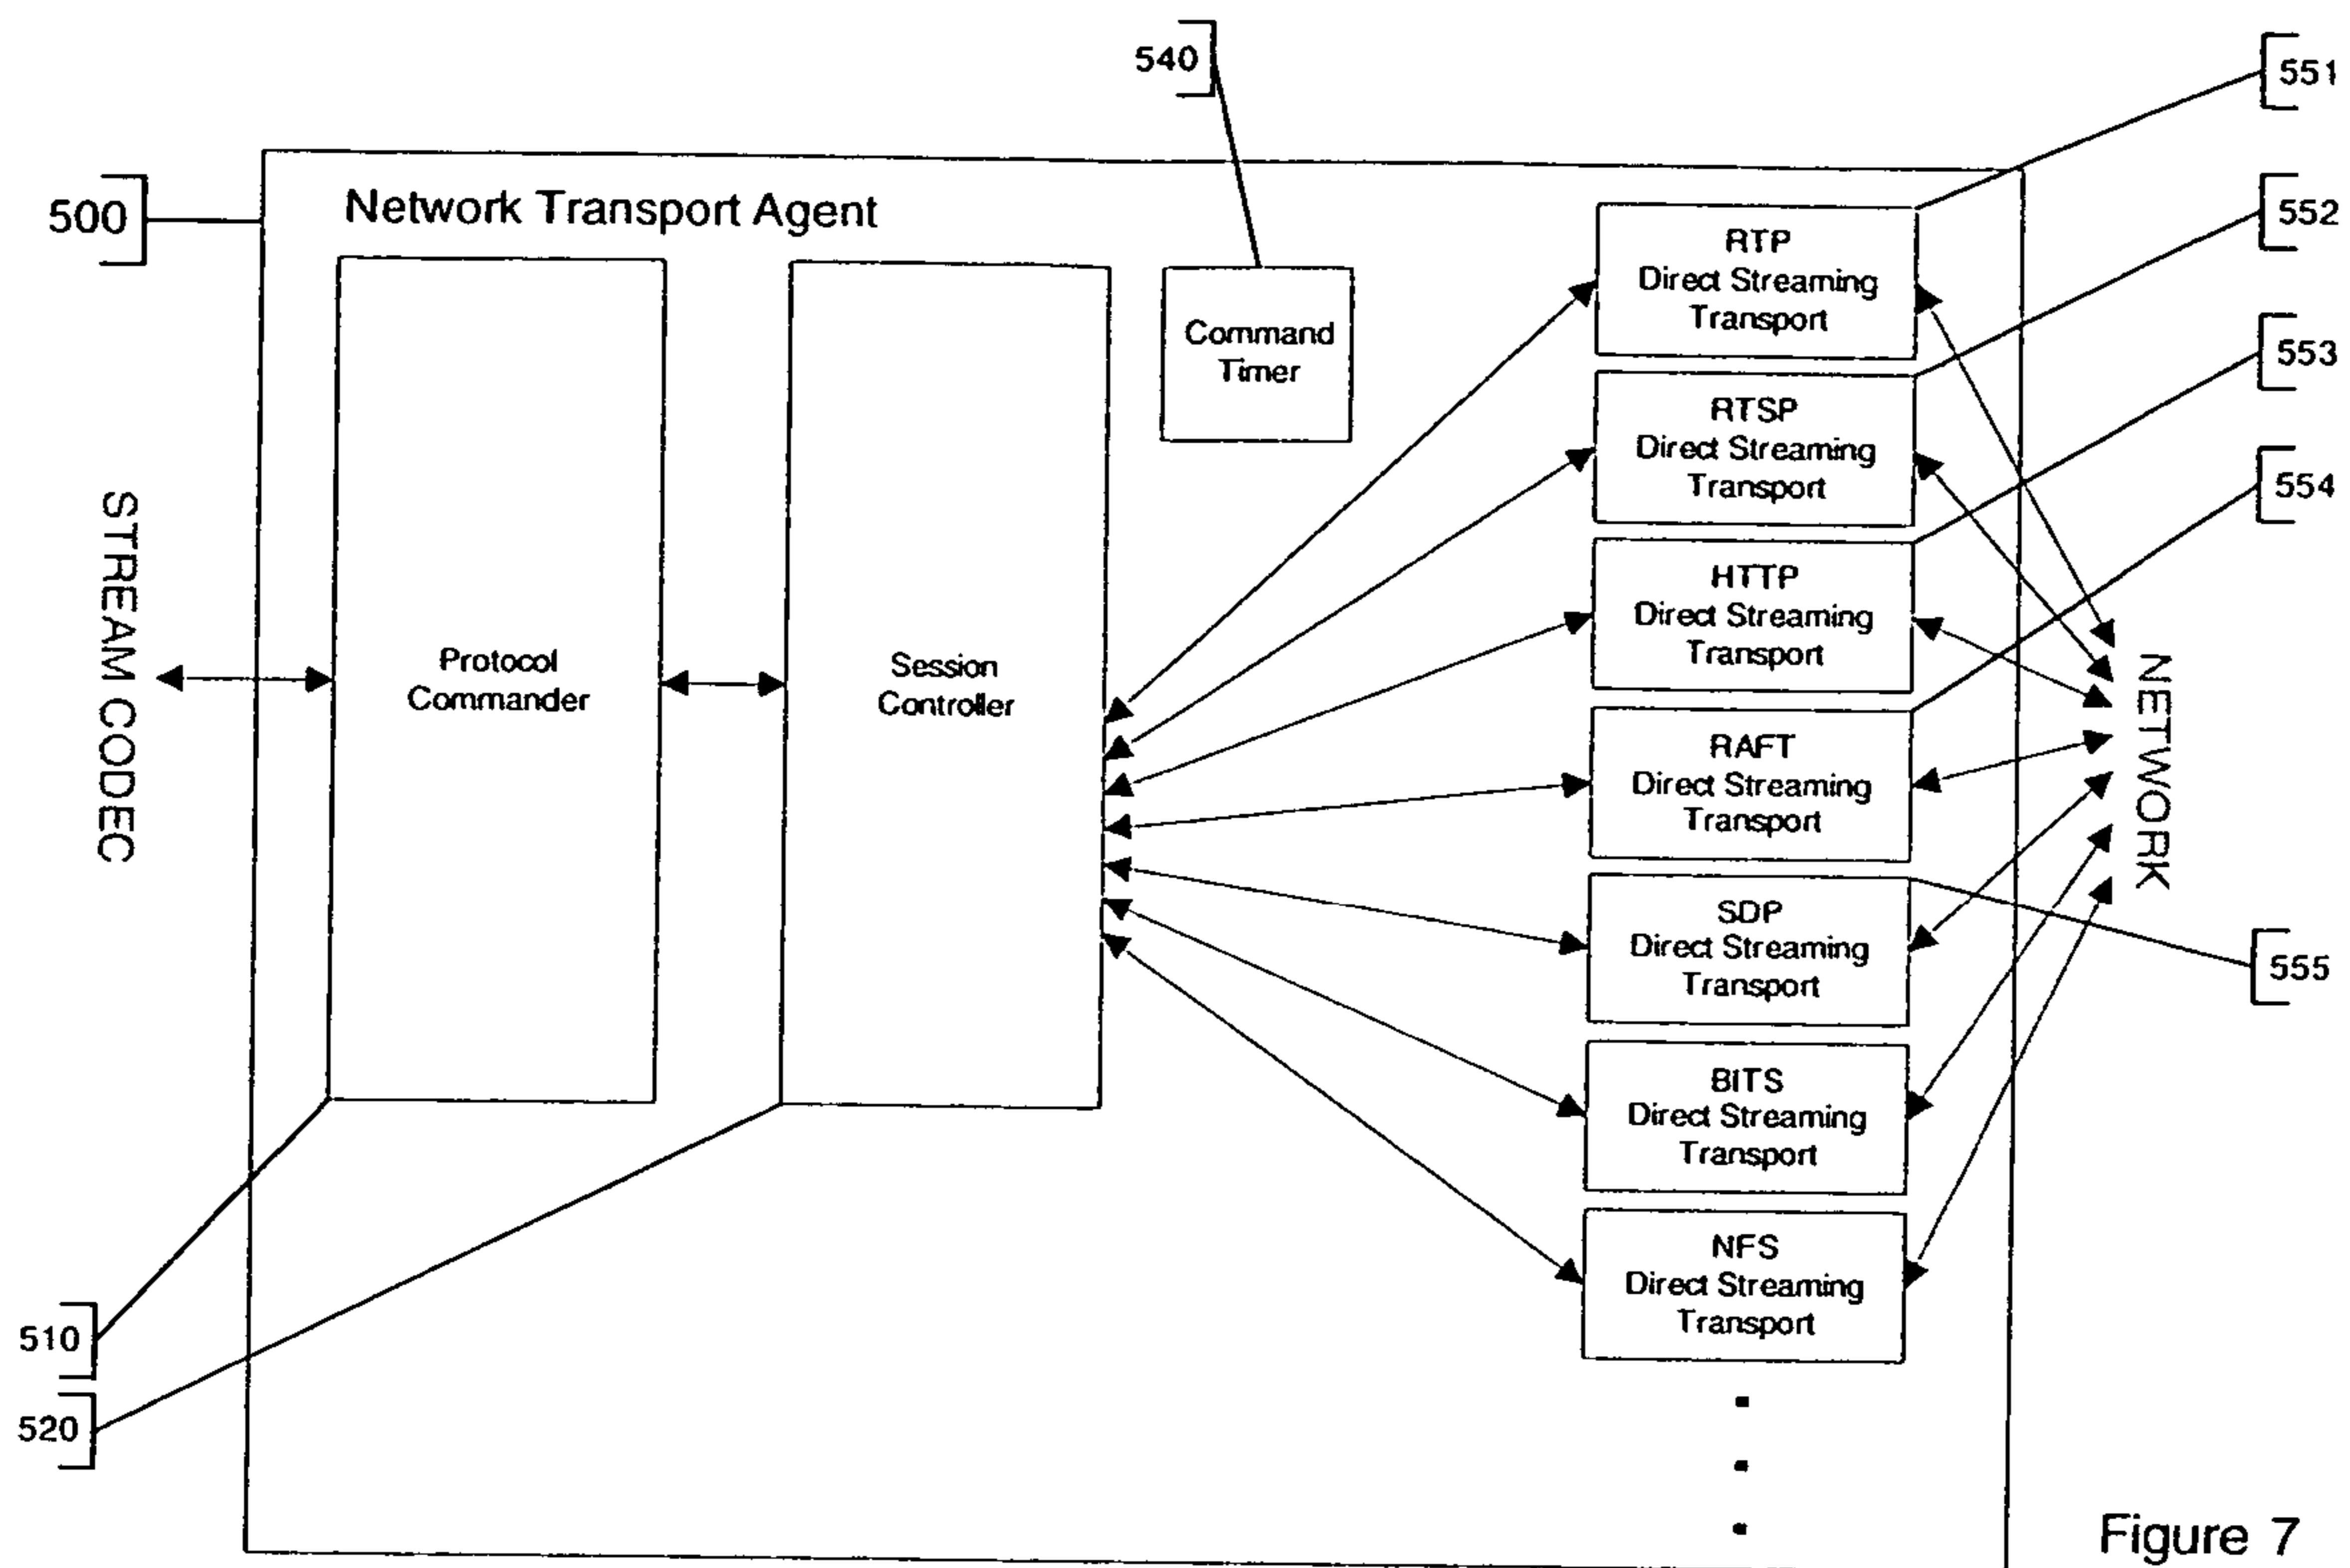 540
551
500
Network Transport Agent
552
RTP
Direct Streaming
Transport
Command
Timer
553
RTSP
Direct Streaming
Transport
554
HTTP
Direct Streaming
Transport
STREAM CODEC
Protocol
Commander
Session
Controller
NETWORK
RAFT
Direct Streaming
Transport
SDP
Direct Streaming
Transport
555
BITS
Direct Streaming
Transport
NFS
Direct Streaming
Transport
510
520
Figure 7